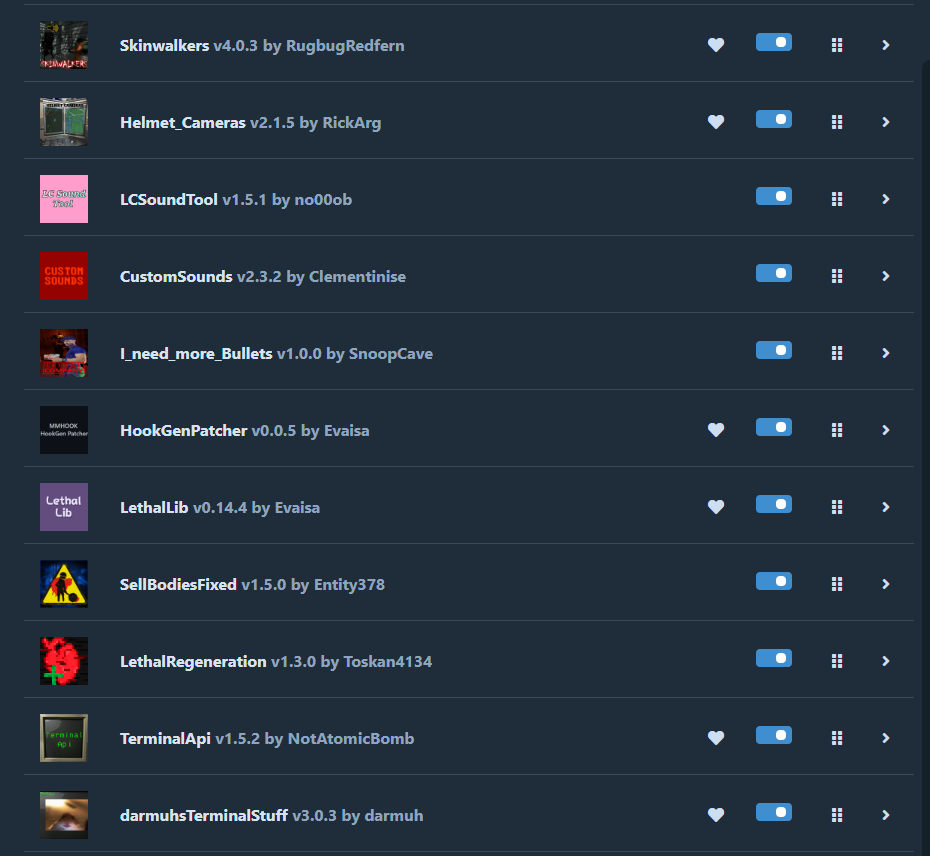 SKINWALKERS
Skinwalkers v4.0.3 by RugbugRedfern
HELMET CAMERAS
Helmet_Cameras v2.1.5 by RickArg
LC Sound
Tool
LCSoundTool v1.5.1 by no00ob
CUSTOM
SOUNDS
CustomSounds v2.3.2 by Clementinise
I_need_more_Bullets v1.0.0 by SnoopCave
MMHOOK
HookGen Patcher
HookGenPatcher v0.0.5 by Evaisa
Lethal
Lib
LethalLib v0.14.4 by Evaisa
SellBodiesFixed v1.5.0 by Entity378
LethalRegeneration v1.3.0 by Toskan4134
Terminal
Api
TerminalApi v1.5.2 by NotAtomicBomb
darmuhsTerminalStuff v3.0.3 by darmuh